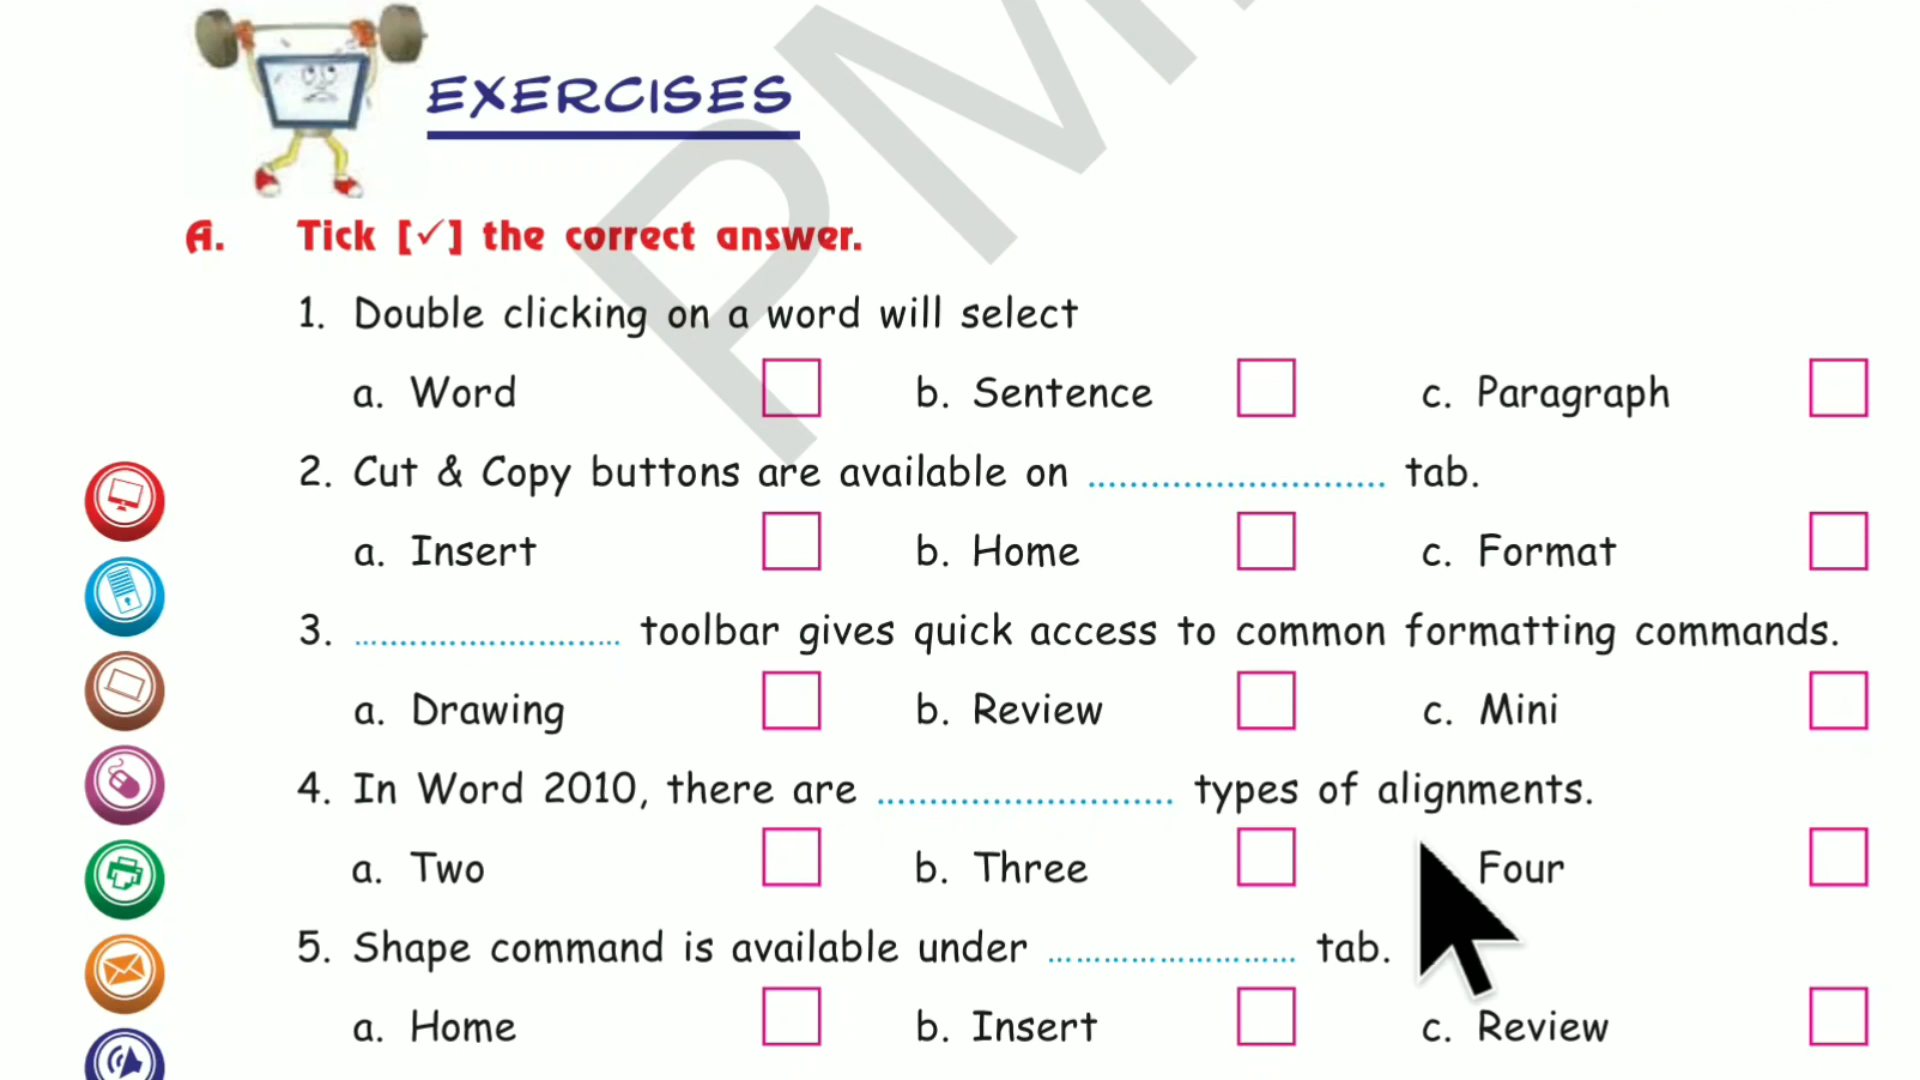 EXERCISES
A. Tick [✓] the correct answer.
1. Double clicking on a word will select
a. Word b. Sentence c. Paragraph
2. Cut & Copy buttons are available on ............................ tab.
a. Insert b. Home c. Format
3. ............................ toolbar gives quick access to common formatting commands.
a. Drawing b. Review c. Mini
4. In Word 2010, there are ............................ types of alignments.
a. Two b. Three Four
5. Shape command is available under ............................ tab.
a. Home b. Insert c. Review